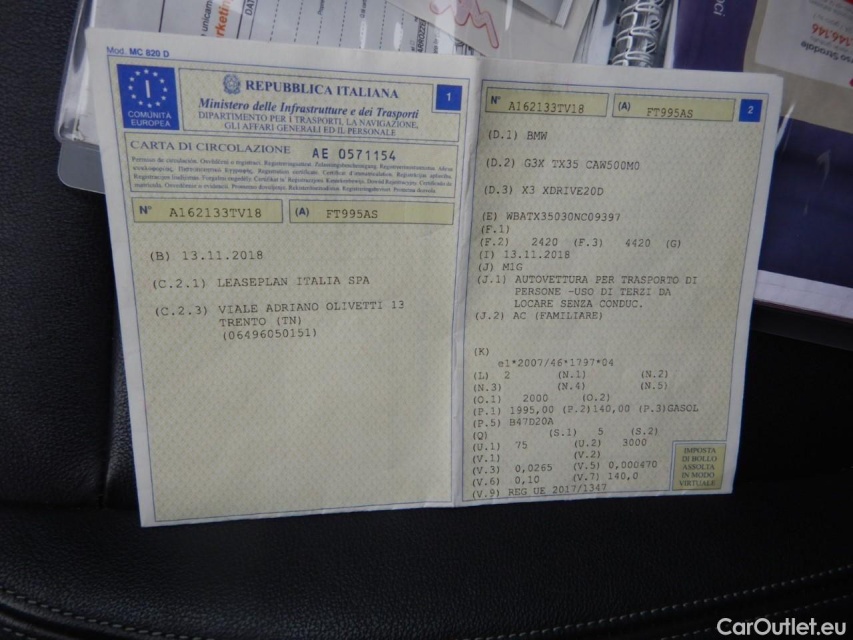 Mod. MC 820 D
I
COMUNITÀ
EUROPEA
REPUBBLICA ITALIANA
Ministero delle Infrastrutture e dei Trasporti
DIPARTIMENTO PER I TRASPORTI, LA NAVIGAZIONE,
GLI AFFARI GENERALI ED IL PERSONALE
1
CARTA DI CIRCOLAZIONE AE 0571154
N° A162133TV18 (A) FT995AS
(B) 13.11.2018
(C.2.1) LEASEPLAN ITALIA SPA
(C.2.3) VIALE ADRIANO OLIVETTI 13
TRENTO (TN)
(06496050151)
N° A162133TV18 (A) FT995AS 2
(D.1) BMW
(D.2) G3X TX35 CAW500M0
(D.3) X3 XDRIVE20D
(E) WBATX35030NC09397
(F.1)
(F.2) 2420 (F.3) 4420 (G)
(I) 13.11.2018
(J) M1G
(J.1) AUTOVETTURA PER TRASPORTO DI
PERSONE -USO DI TERZI DA
LOCARE SENZA CONDUC.
(J.2) AC (FAMILIARE)
(K)
e1*2007/46*1797*04
(L) 2 (N.1) (N.2)
(N.3) (N.4) (N.5)
(O.1) 2000 (O.2)
(P.1) 1995,00 (P.2)140,00 (P.3)GASOL
(P.5) B47D20A
(Q) (S.1) 5 (S.2)
(U.1) 75 (U.2) 3000
(V.1) (V.2)
(V.3) 0,0265 (V.5) 0,000470
(V.6) 0,10 (V.7) 140,0
(V.9) REG UE 2017/1347
IMPOSTA
DI BOLLO
ASSOLTA
IN MODO
VIRTUALE
CarOutlet.eu